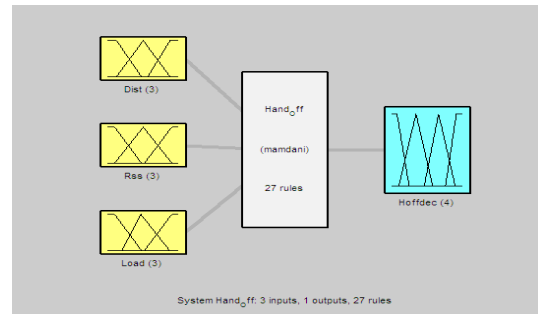 Dist (3)
Hand_off
(mamdani)
Rss (3)
27 rules
Hoffdec (4)
Load (3)
System Hand_off: 3 inputs, 1 outputs, 27 rules